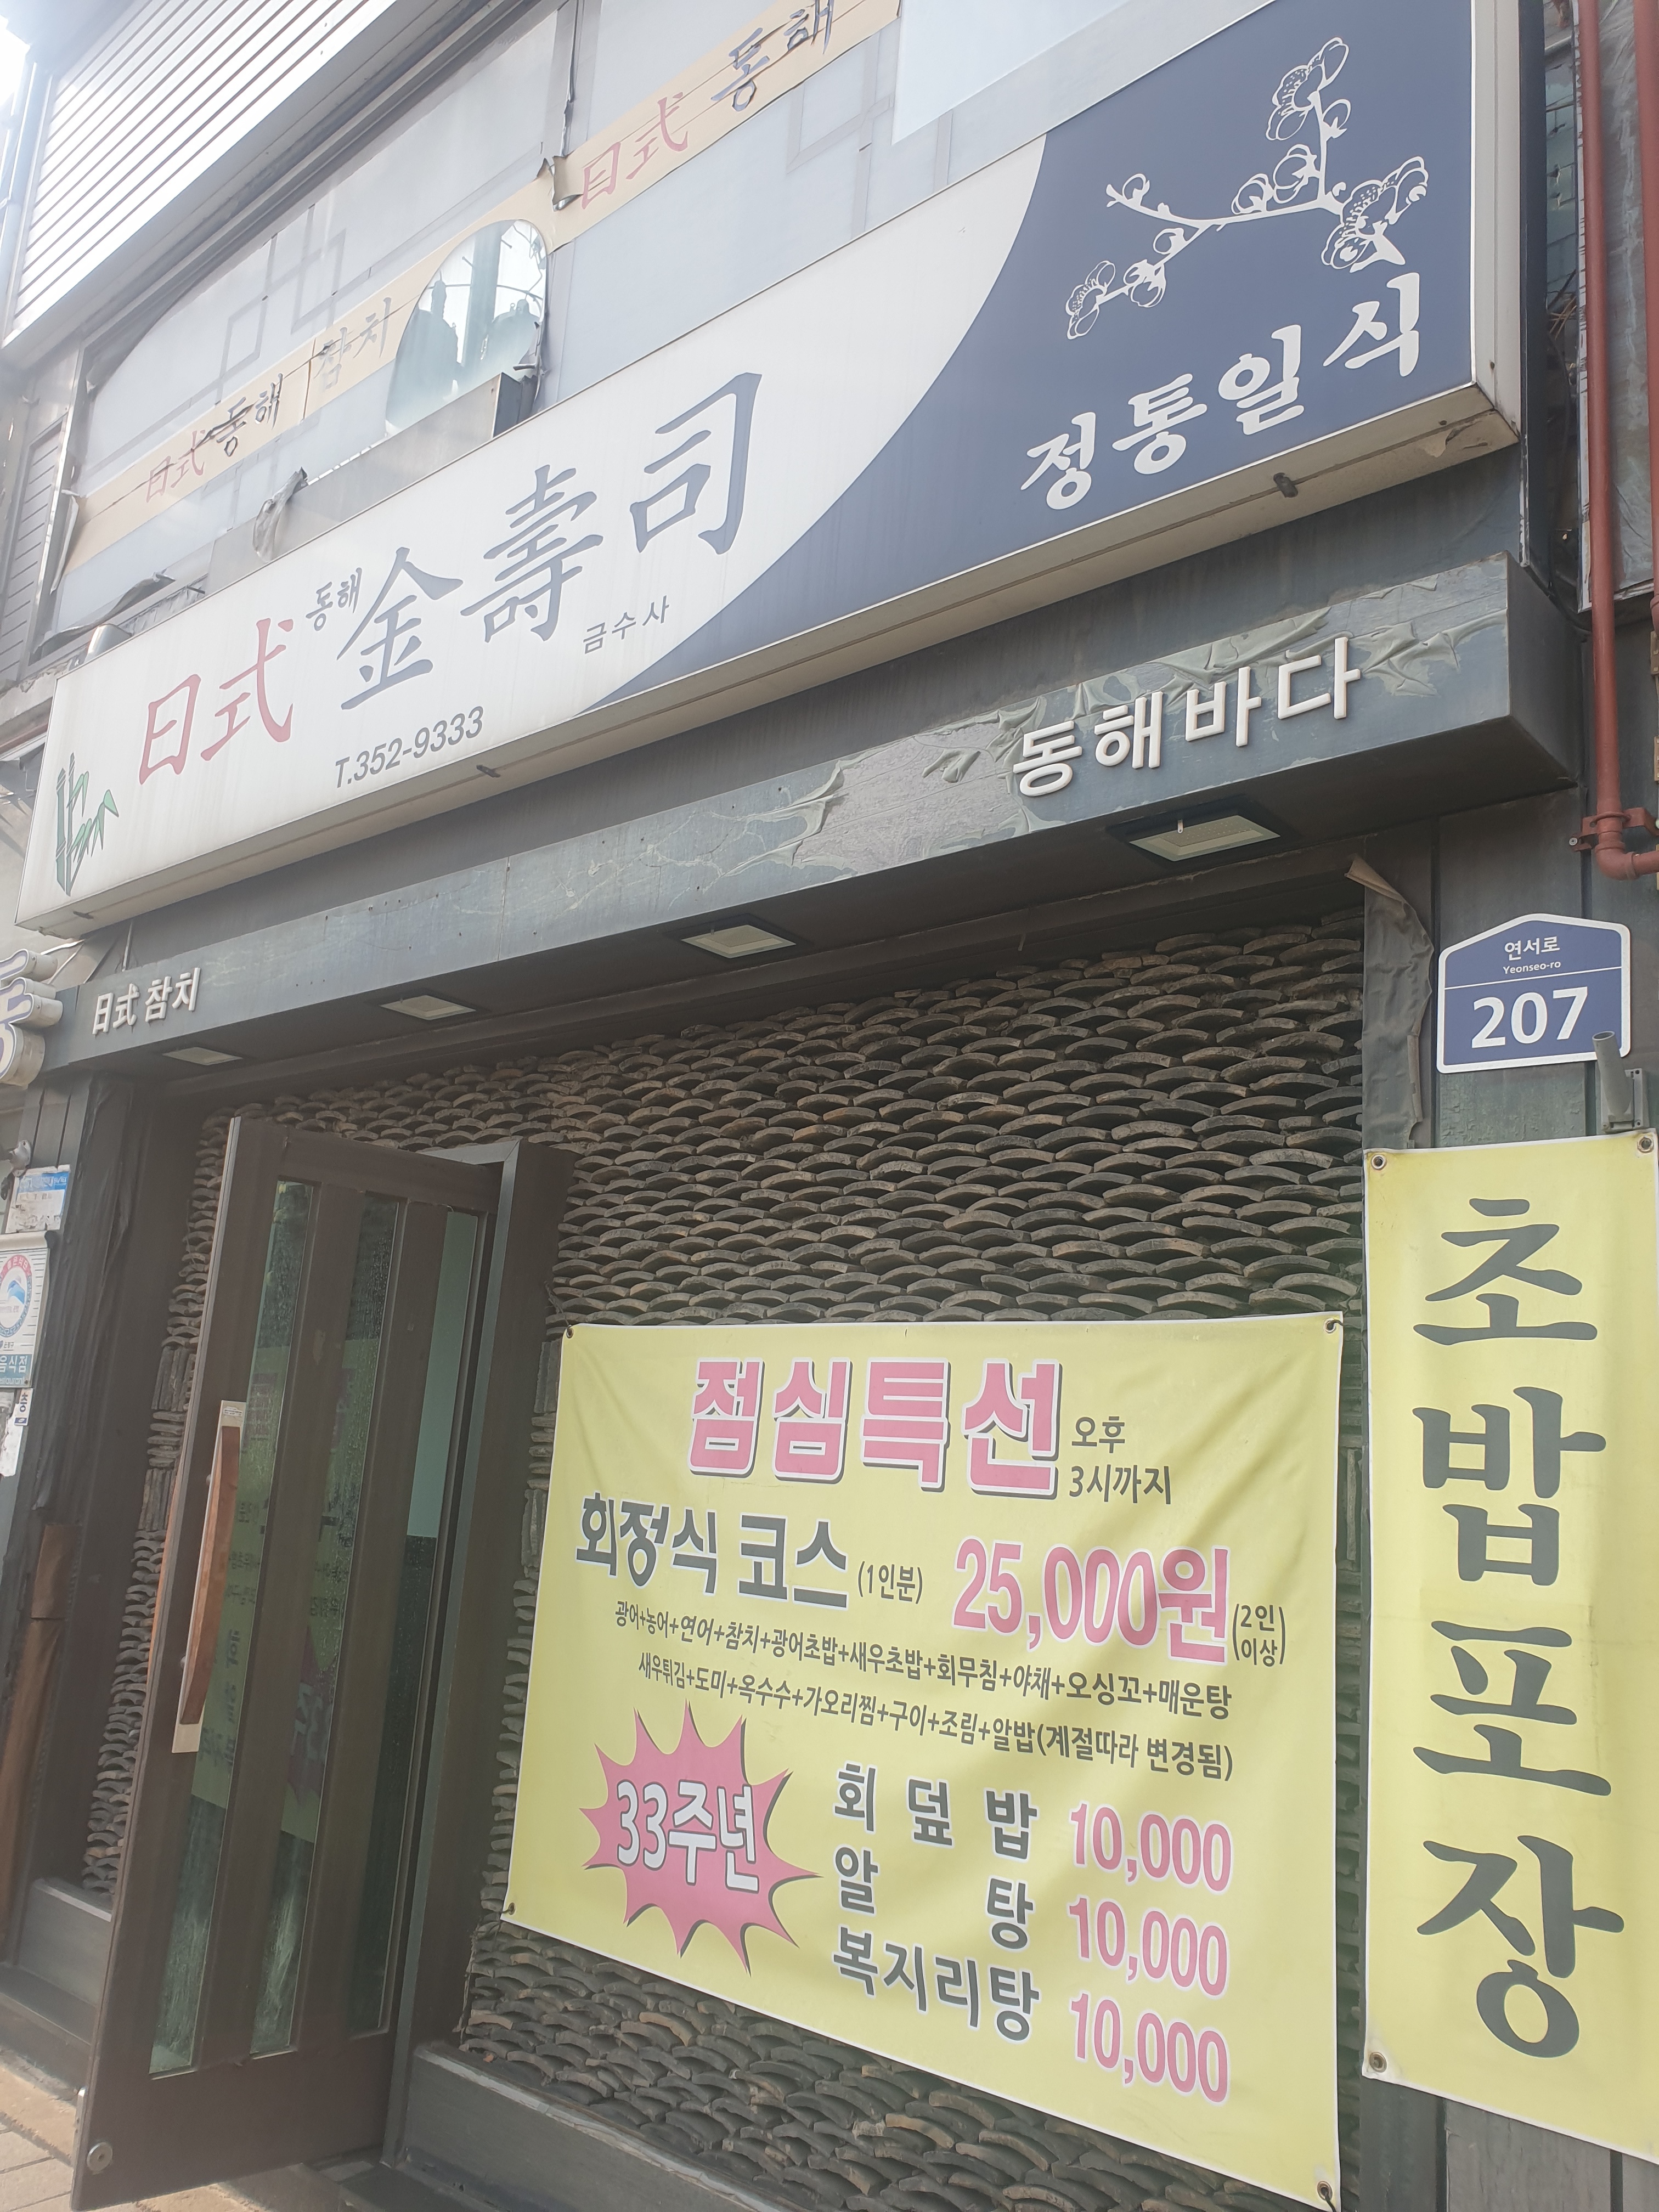 日式 동해
日式 동해 참치
정통일식
日式 동해 金壽司
금수사
T.352-9333
동해바다
日式 참치
연서로
Yeonseo-ro
207
점심특선 오후
3시까지
회정식 코스 (1인분) 25,000원 (2인
이상)
광어+농어+연어+참치+광어초밥+새우초밥+회무침+야채+오싱꼬+매운탕
새우튀김+도미+옥수수+가오리찜+구이+조림+알밥(계절따라 변경됨)
33주년
회 덮 밥 10,000
알 탕 10,000
복지리탕 10,000
초밥포장
음식점